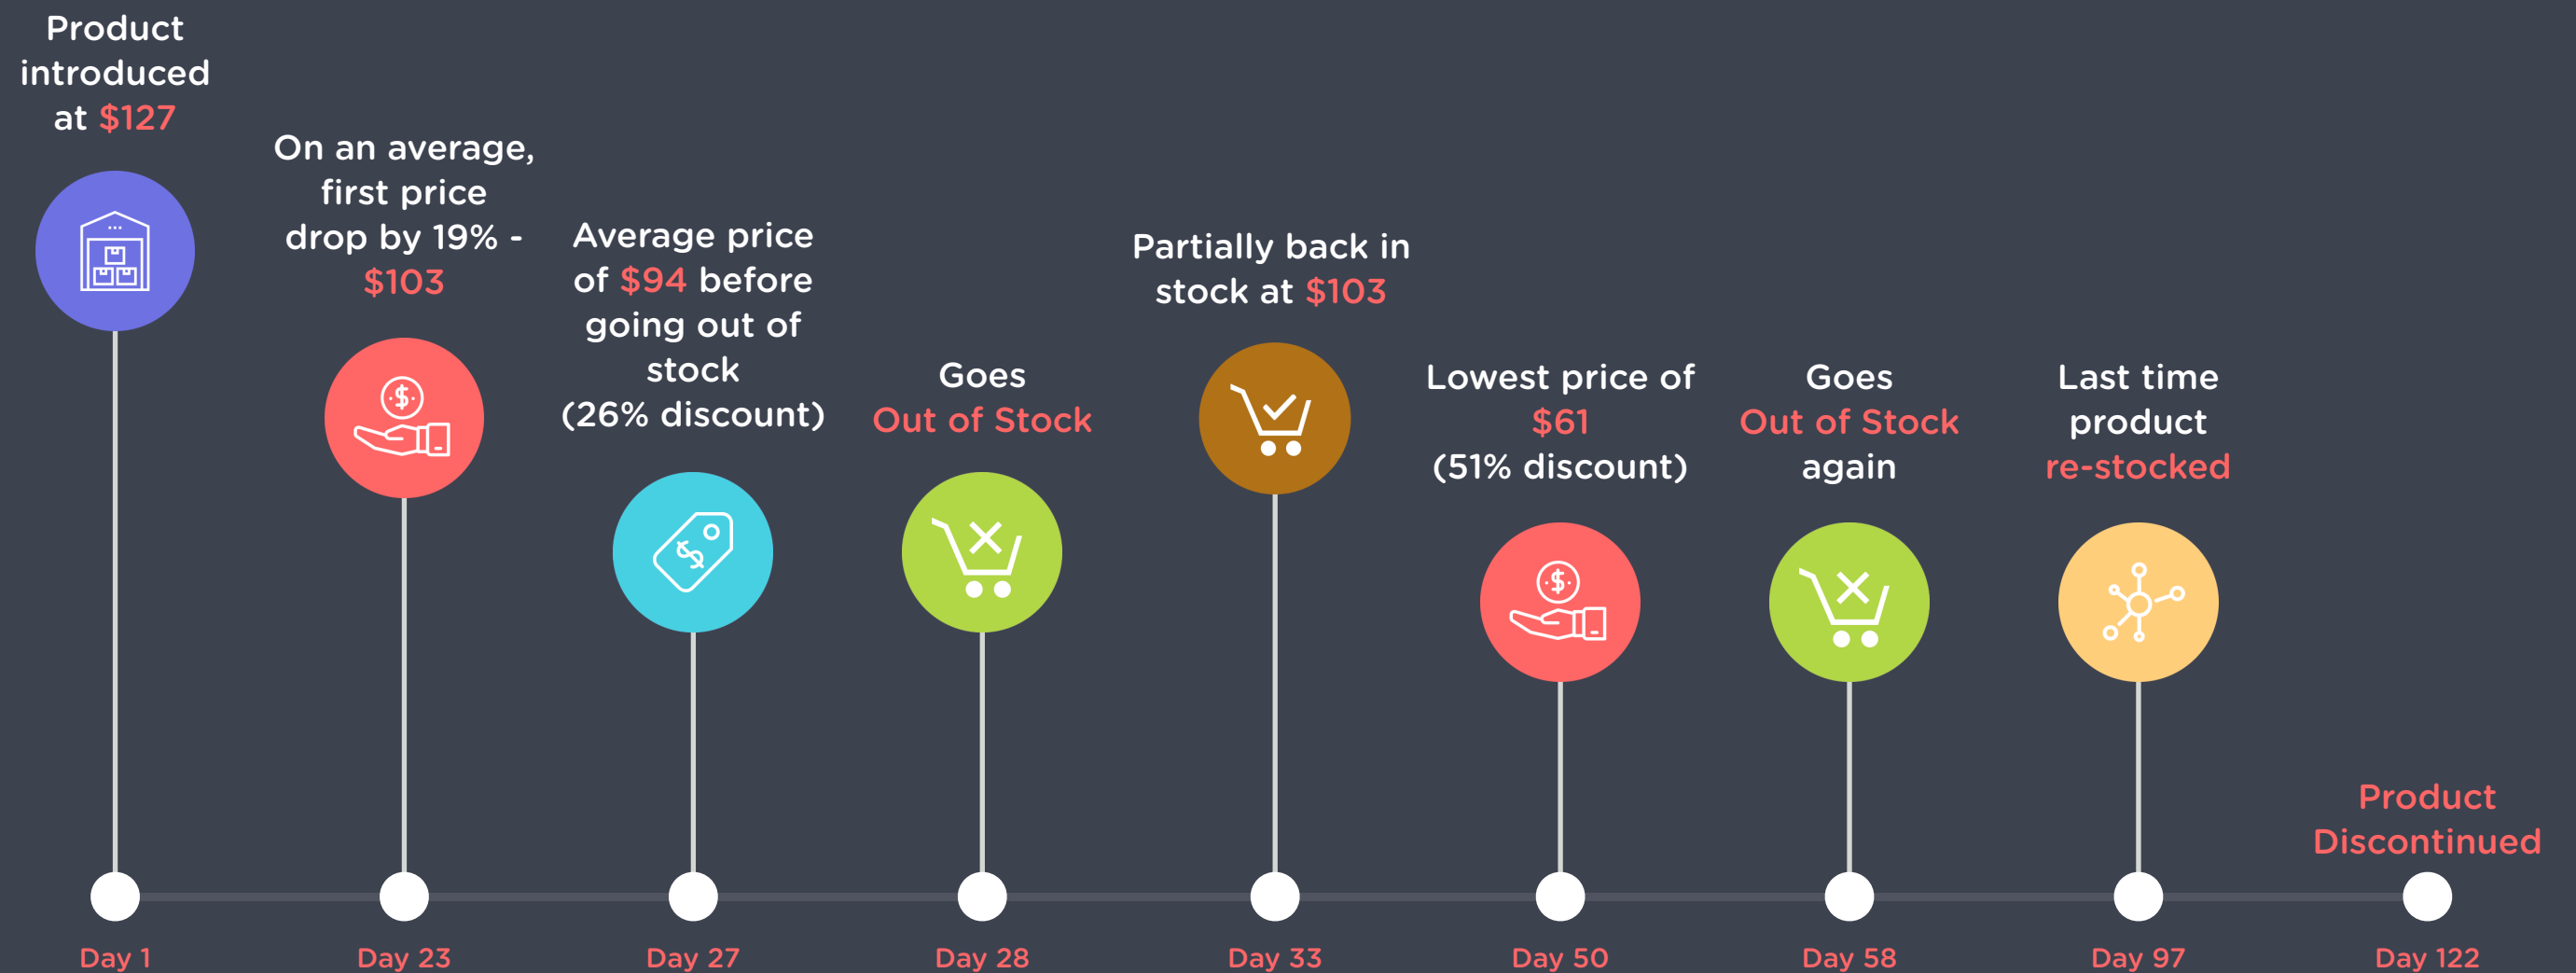 Product
introduced
at $127
On an average,
first price
drop by 19% -
$103
Average price
of $94 before
going out of
stock
(26% discount)
Goes
Out of Stock
Partially back in
stock at $103
Lowest price of
$61
(51% discount)
Goes
Out of Stock
again
Last time
product
re-stocked
Product
Discontinued
Day 1
Day 23
Day 27
Day 28
Day 33
Day 50
Day 58
Day 97
Day 122